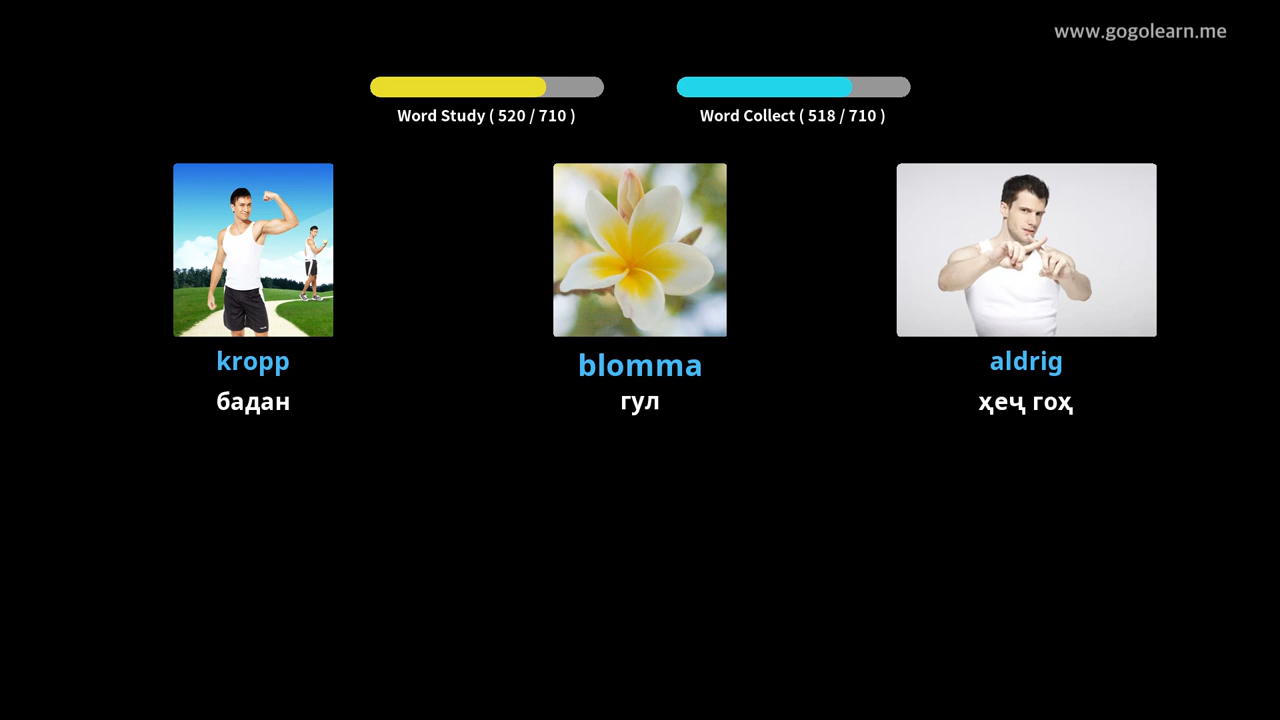 www.gogolearn.me
Word Study ( 520 / 710 )
Word Collect ( 518 / 710 )
kropp
blomma
aldrig
бадан
гул
ҳеҷ гоҳ